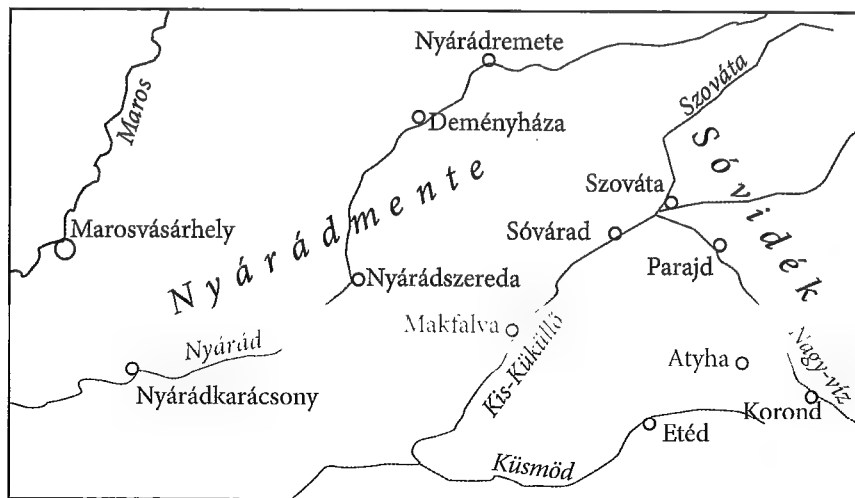 Nyárádremete
Maros
Szováta
Deményháza
Sóvidék
Nyárádmente
Szováta
Marosvásárhely
Sóvárad
Parajd
Nyárádszereda
Makfalva
Nyárád
Kis-Küküllő
Atyha
Nagy-víz
Nyárádkarácsony
Korond
Etéd
Küsmöd